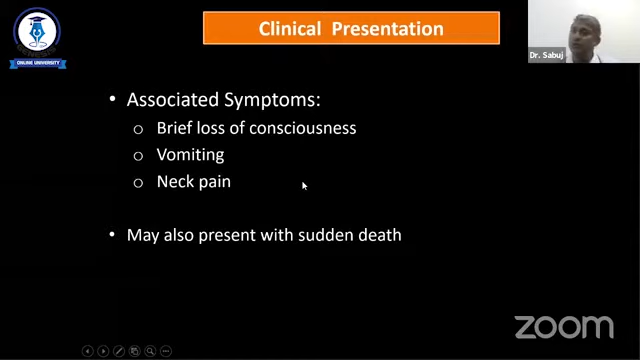 Clinical Presentation
Dr. Sabuj
ONLINE UNIVERSITY
• Associated Symptoms:
o Brief loss of consciousness
o Vomiting
o Neck pain
• May also present with sudden death
zoom